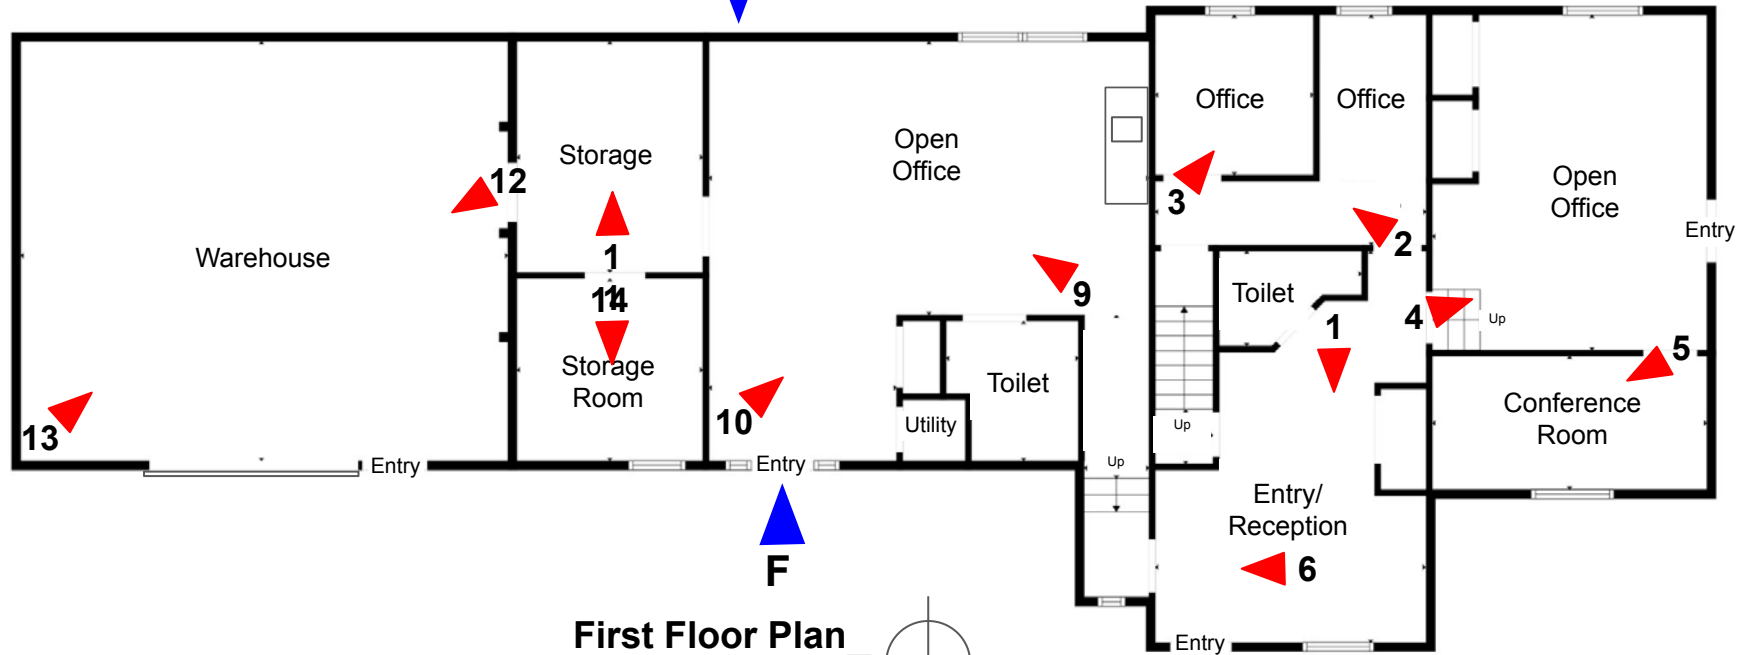 Office
Office
Open
Office
Storage
12
Open
Office
3
Entry
2
1
Warehouse
14
9
Toilet
4
Up
1
5
Storage
Room
Toilet
Conference
Room
10
Utility
Up
13
Entry
Entry
Up
Entry/
Reception
F
6
First Floor Plan
Entry